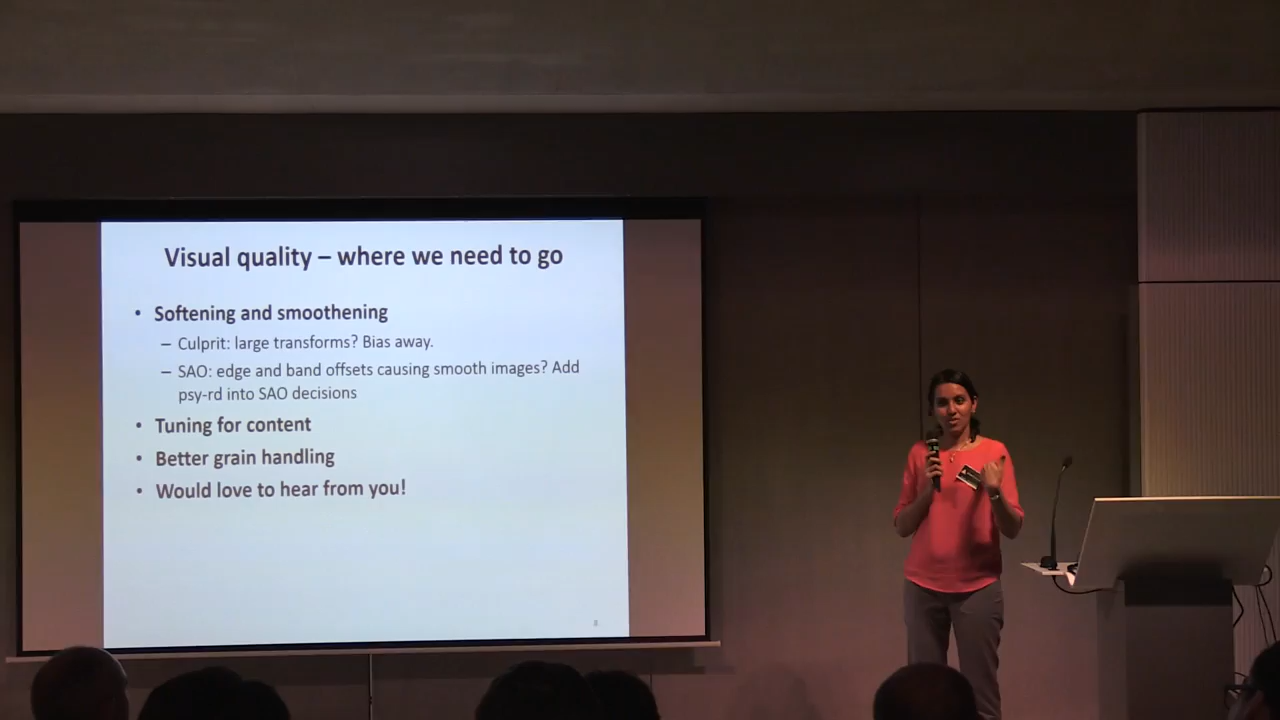 Visual quality – where we need to go
• Softening and smoothening
– Culprit: large transforms? Bias away.
– SAO: edge and band offsets causing smooth images? Add
psy-rd into SAO decisions
• Tuning for content
• Better grain handling
• Would love to hear from you!
8